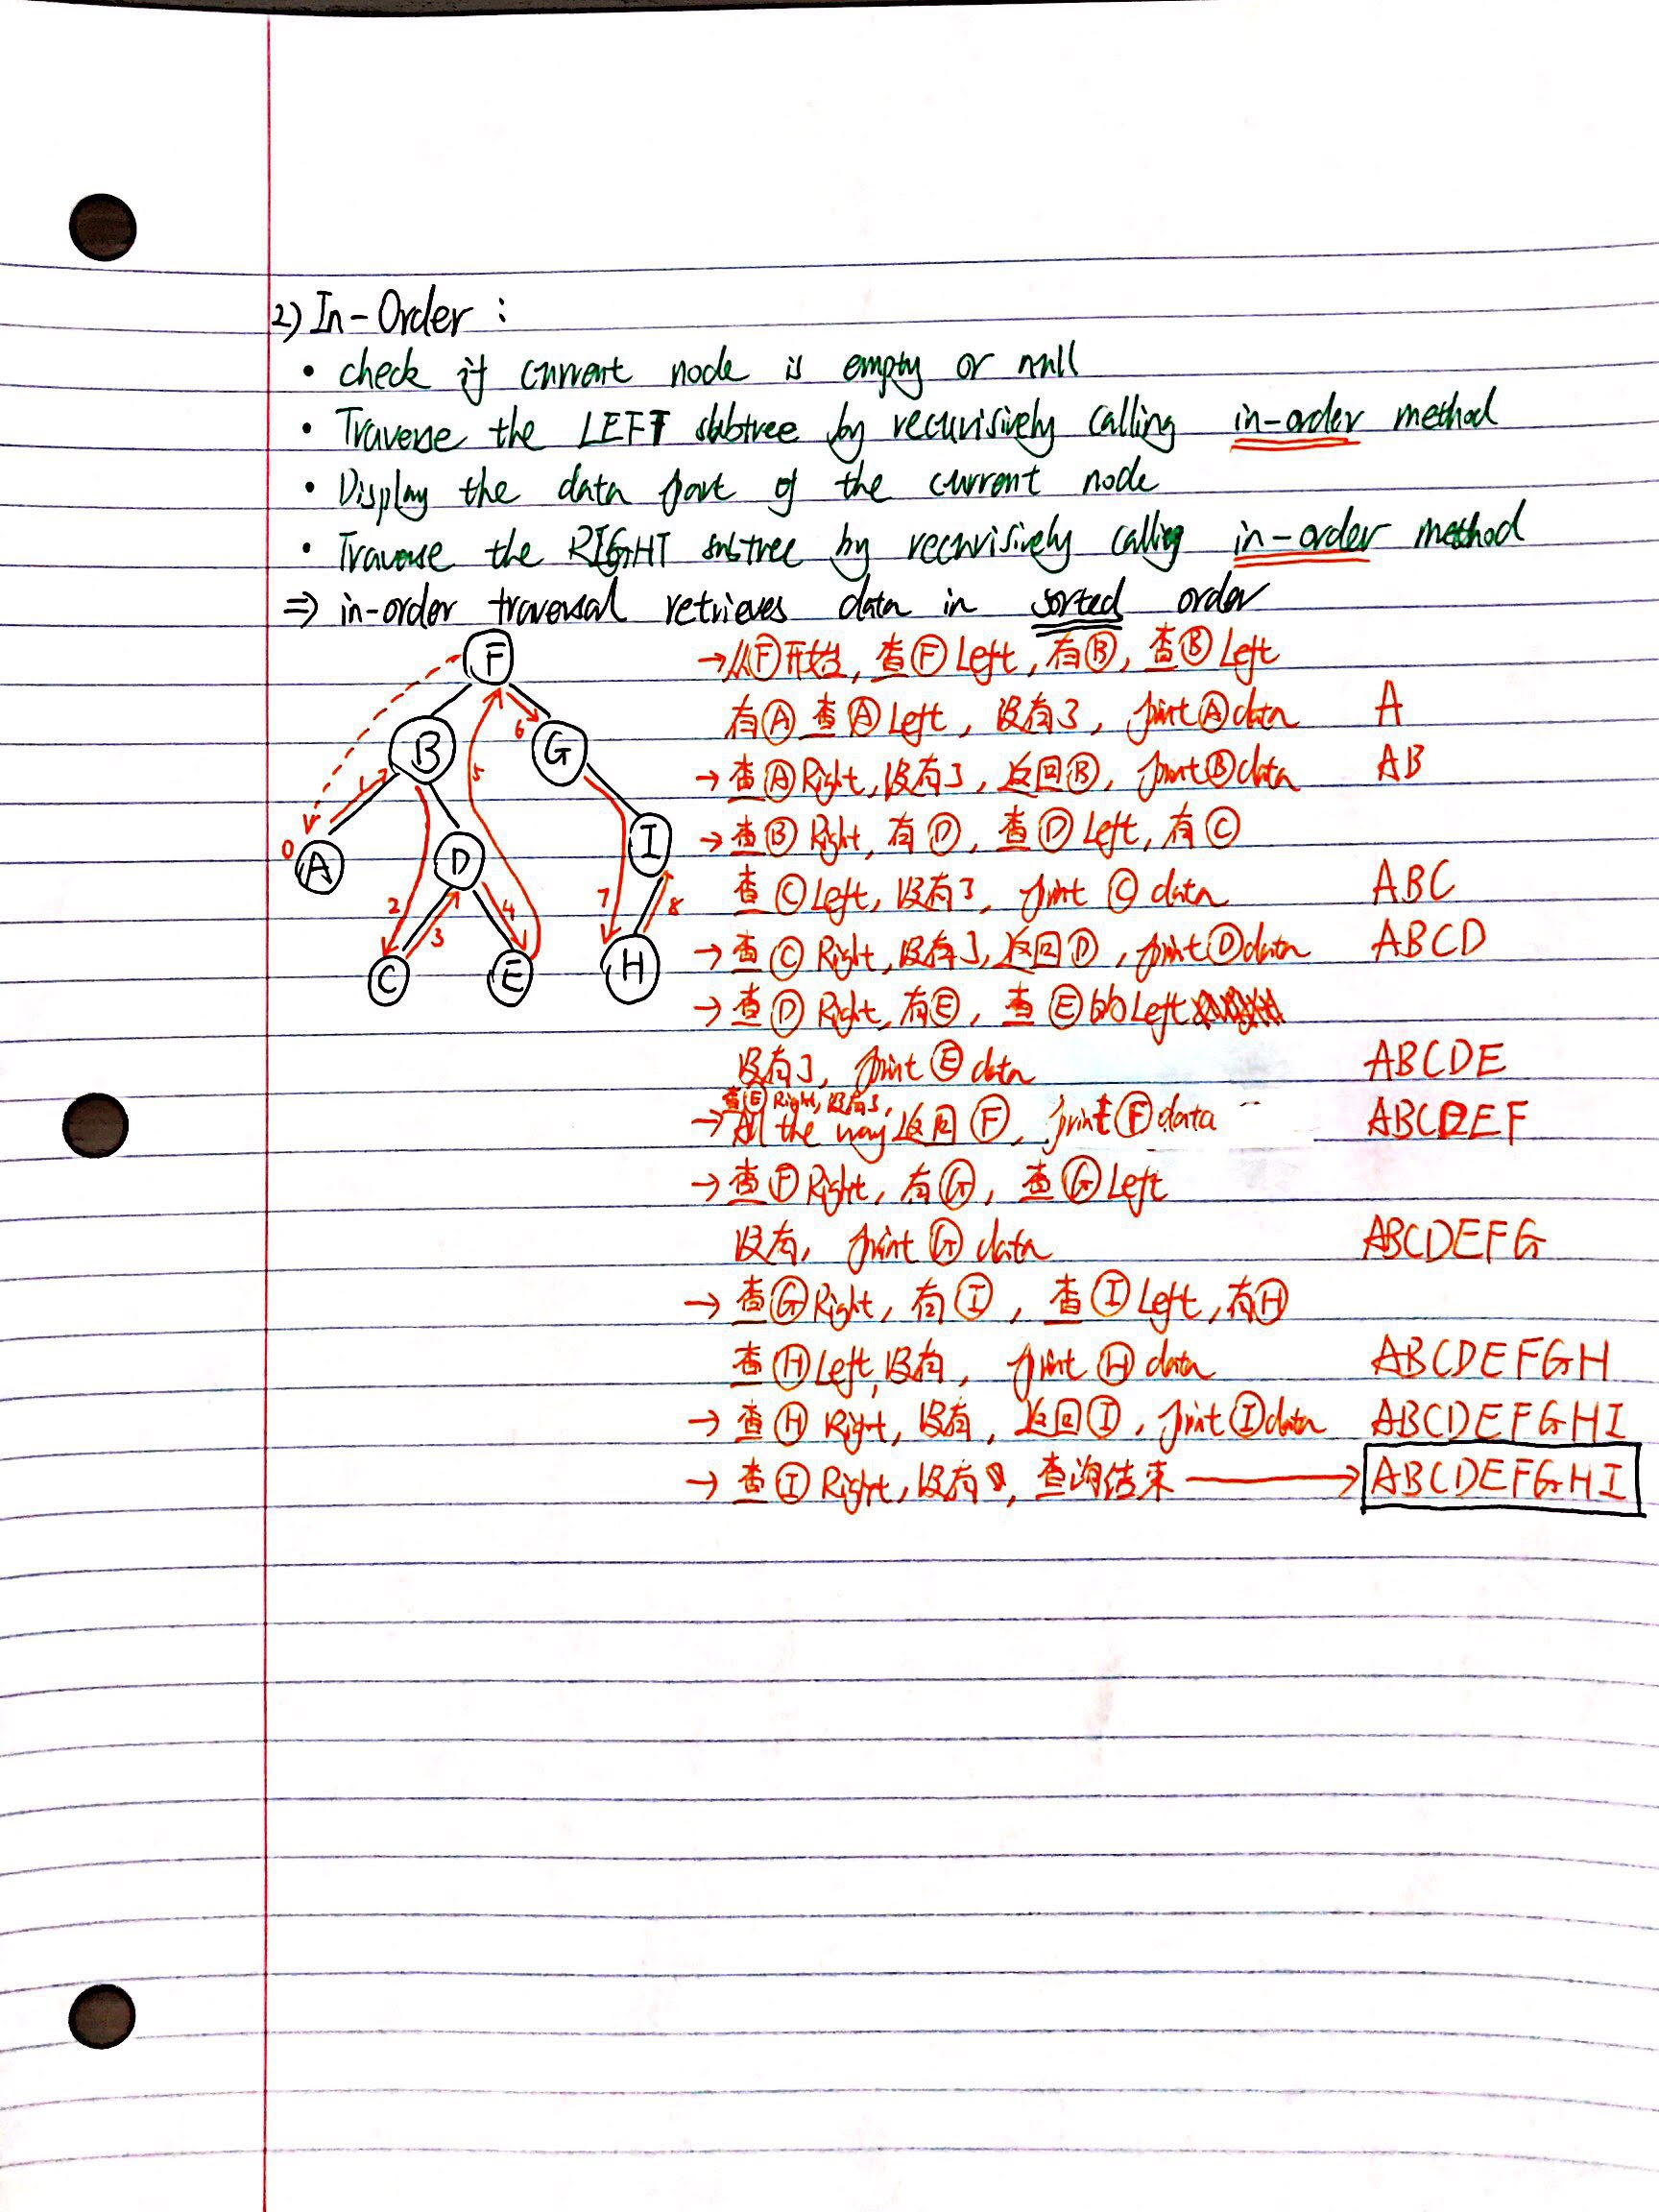 2) In-Order :
• check if current node is empty or null
• Traverse the LEFT subtree by recurisively calling in-order method
• Display the data part of the current node
• Traverse the RIGHT subtree by recurisively calling in-order method
⇒ in-order traversal retrieves data in sorted order
F
B
G
A
D
I
C
E
H
0
1
2
3
4
5
6
7
8
→从Ⓕ开始, 查Ⓕ Left, 有Ⓑ, 查Ⓑ Left
有Ⓐ 查Ⓐ Left, 没有了, print Ⓐ data A
→ 查Ⓐ Right, 没有了, 返回Ⓑ, print Ⓑ data AB
→ 查Ⓑ Right, 有Ⓓ, 查Ⓓ Left, 有Ⓒ
查Ⓒ Left, 没有了, print Ⓒ data ABC
→ 查Ⓒ Right, 没有了, 返回Ⓓ, print Ⓓ data ABCD
→ 查Ⓓ Right, 有Ⓔ, 查Ⓔ的Left
没有了, print Ⓔ data ABCDE
查Ⓔ Right, 没有了,
→ All the way 返回Ⓕ, print Ⓕ data ABCDEF
→ 查Ⓕ Right, 有Ⓖ, 查Ⓖ Left
没有, print Ⓖ data ABCDEFG
→ 查Ⓖ Right, 有Ⓘ, 查Ⓘ Left, 有Ⓗ
查Ⓗ Left, 没有, print Ⓗ data ABCDEFGH
→ 查Ⓗ Right, 没有, 返回Ⓘ, print Ⓘ data ABCDEFGHI
→ 查Ⓘ Right, 没有, 查询结束 → ABCDEFGHI